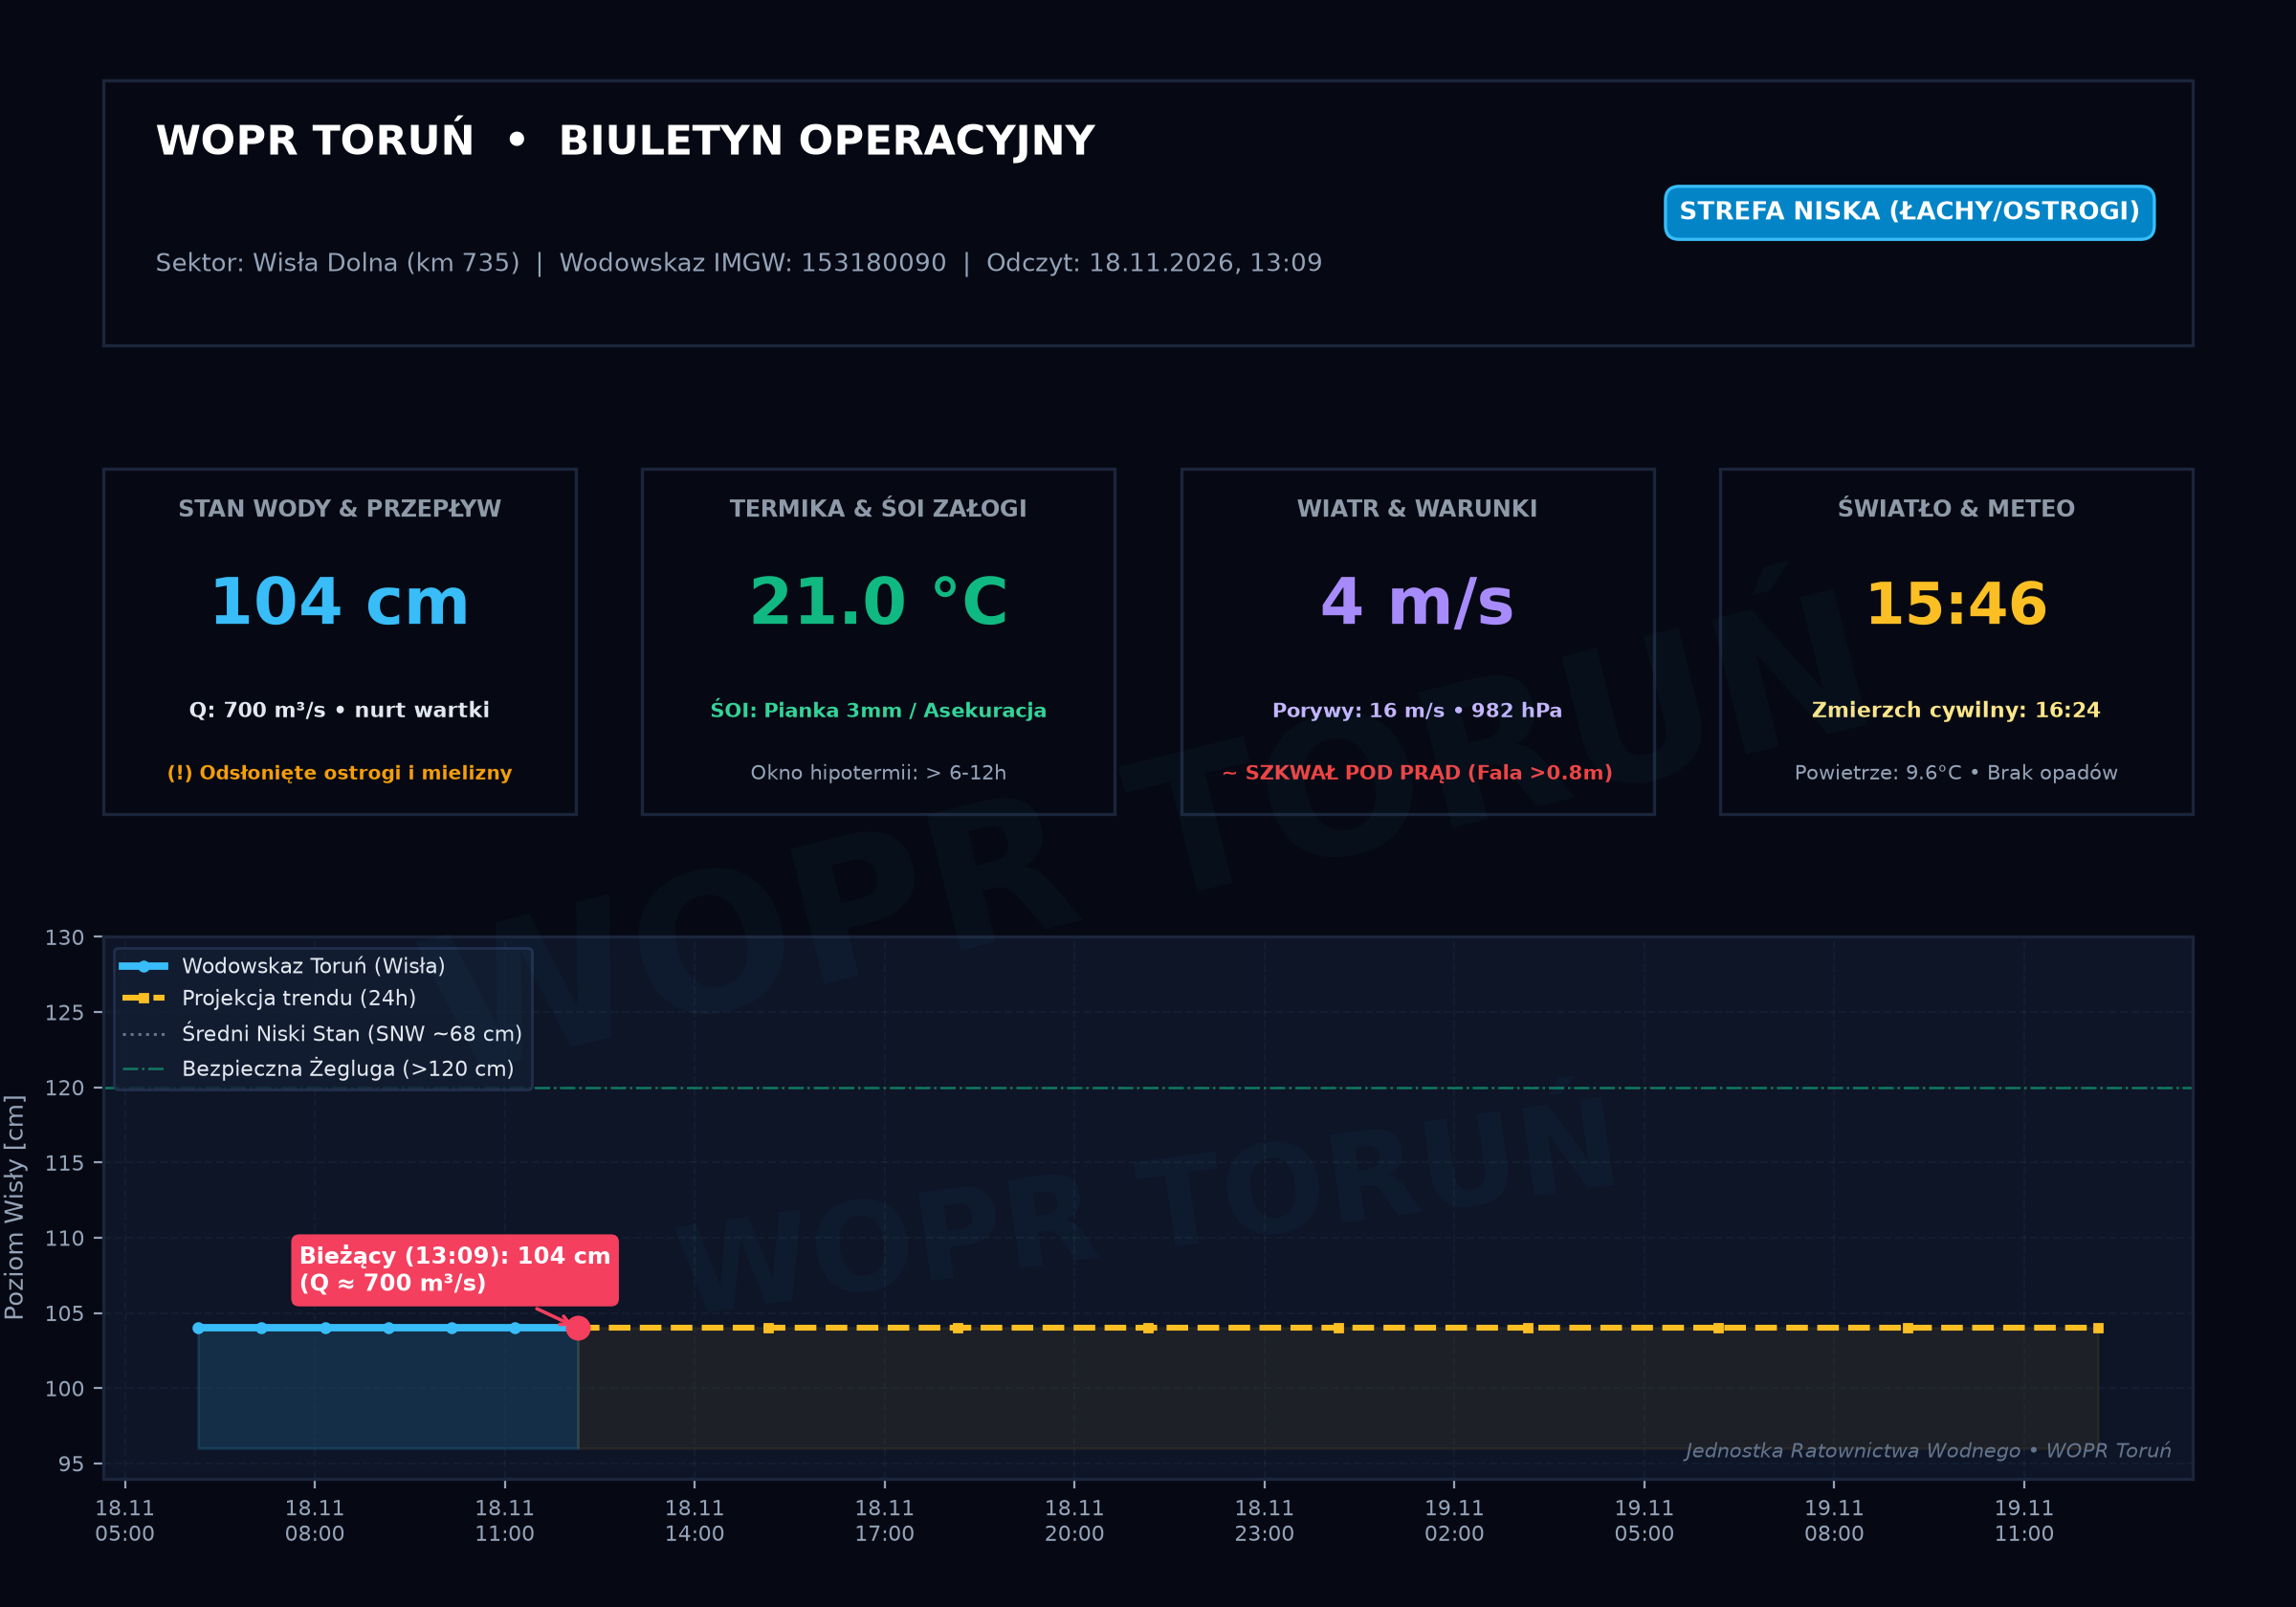 WOPR TORUŃ • BIULETYN OPERACYJNY
STREFA NISKA (ŁACHY/OSTROGI)
Sektor: Wisła Dolna (km 735) | Wodowskaz IMGW: 153180090 | Odczyt: 18.11.2026, 13:09
STAN WODY & PRZEPŁYW
104 cm
Q: 700 m³/s • nurt wartki
(!) Odsłonięte ostrogi i mielizny
TERMIKA & ŚOI ZAŁOGI
21.0 °C
ŚOI: Pianka 3mm / Asekuracja
Okno hipotermii: > 6-12h
WIATR & WARUNKI
4 m/s
Porywy: 16 m/s • 982 hPa
~ SZKWAŁ POD PRĄD (Fala >0.8m)
ŚWIATŁO & METEO
15:46
Zmierzch cywilny: 16:24
Powietrze: 9.6°C • Brak opadów
WOPR TORUŃ
Poziom Wisły [cm]
130
125
120
115
110
105
100
95
Wodowskaz Toruń (Wisła)
Projekcja trendu (24h)
Średni Niski Stan (SNW ~68 cm)
Bezpieczna Żegluga (>120 cm)
WOPR TORUŃ
Bieżący (13:09): 104 cm
(Q ≈ 700 m³/s)
Jednostka Ratownictwa Wodnego • WOPR Toruń
18.11 18.11 18.11 18.11 18.11 18.11 18.11 19.11 19.11 19.11 19.11
05:00 08:00 11:00 14:00 17:00 20:00 23:00 02:00 05:00 08:00 11:00